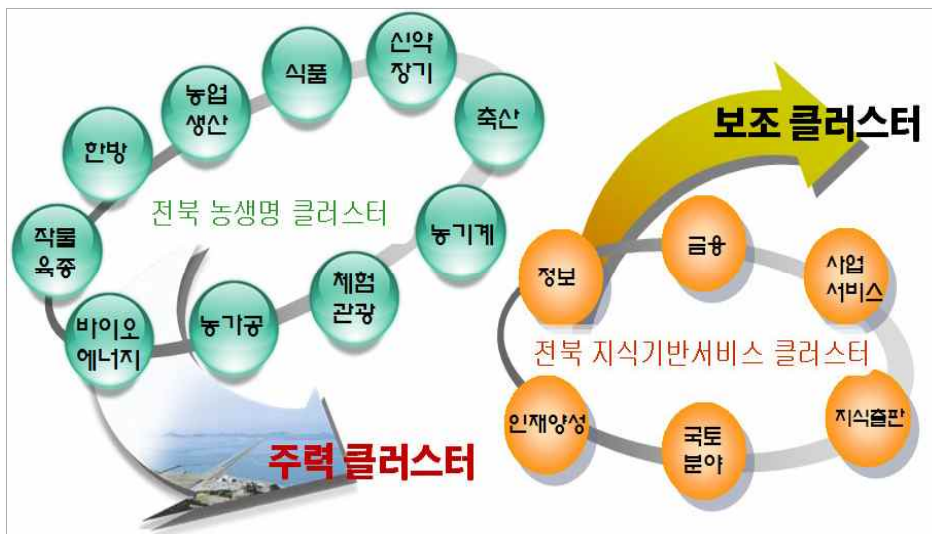 신약
장기
식품
농업
생산
축산
한방
보조 클러스터
전북 농생명 클러스터
작물
육종
농기계
금융
정보
사업
서비스
체험
관광
농가공
바이오
에너지
전북 지식기반서비스 클러스터
인재양성
지식출판
국토
분야
주력 클러스터